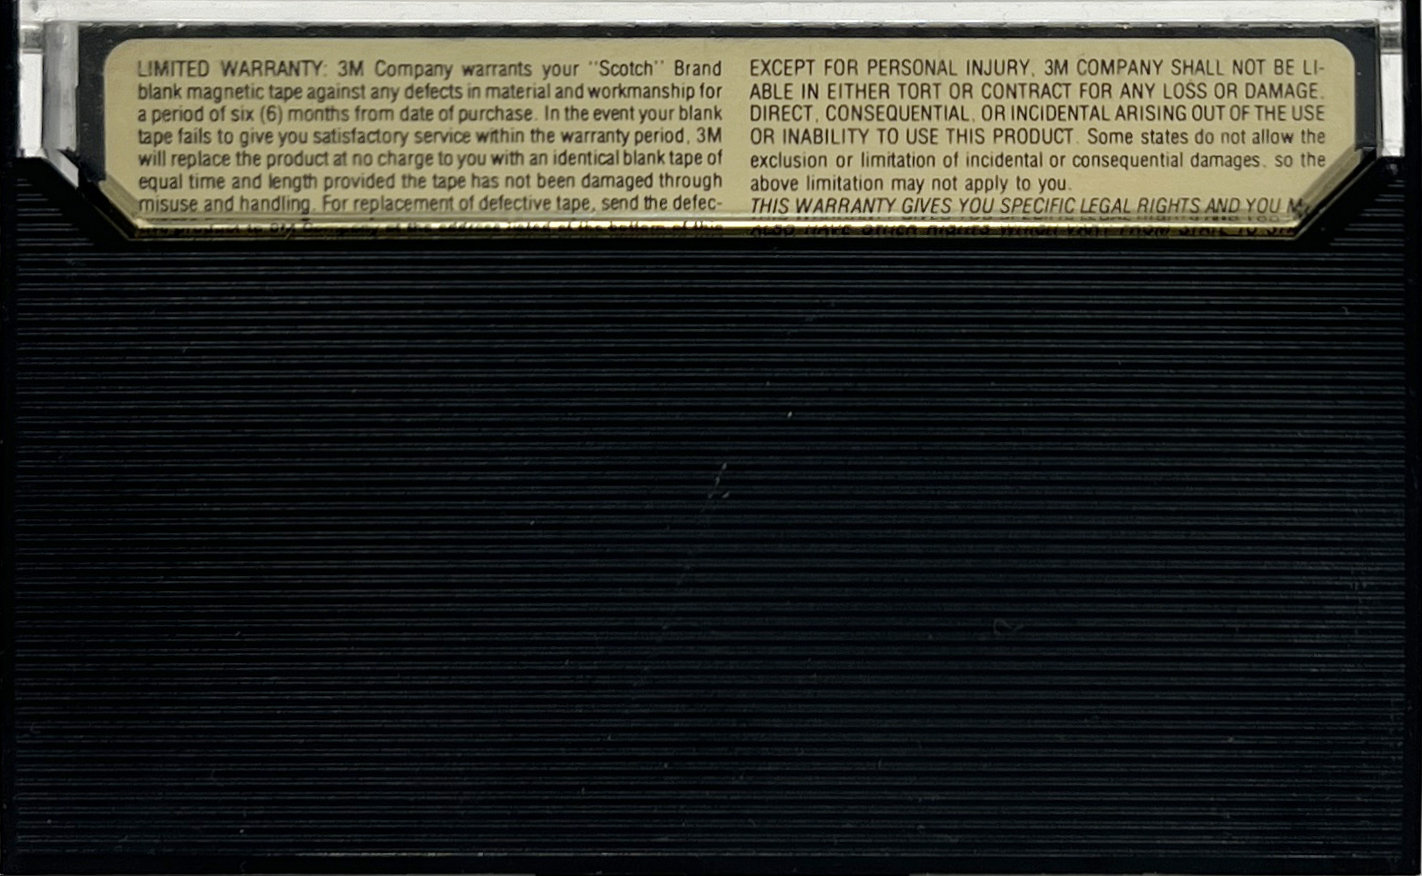 LIMITED WARRANTY: 3M Company warrants your "Scotch" Brand
blank magnetic tape against any defects in material and workmanship for
a period of six (6) months from date of purchase. In the event your blank
tape fails to give you satisfactory service within the warranty period, 3M
will replace the product at no charge to you with an identical blank tape of
equal time and length provided the tape has not been damaged through
misuse and handling. For replacement of defective tape, send the defec-
EXCEPT FOR PERSONAL INJURY, 3M COMPANY SHALL NOT BE LI-
ABLE IN EITHER TORT OR CONTRACT FOR ANY LOSS OR DAMAGE,
DIRECT, CONSEQUENTIAL, OR INCIDENTAL ARISING OUT OF THE USE
OR INABILITY TO USE THIS PRODUCT. Some states do not allow the
exclusion or limitation of incidental or consequential damages, so the
above limitation may not apply to you.
THIS WARRANTY GIVES YOU SPECIFIC LEGAL RIGHTS AND YOU